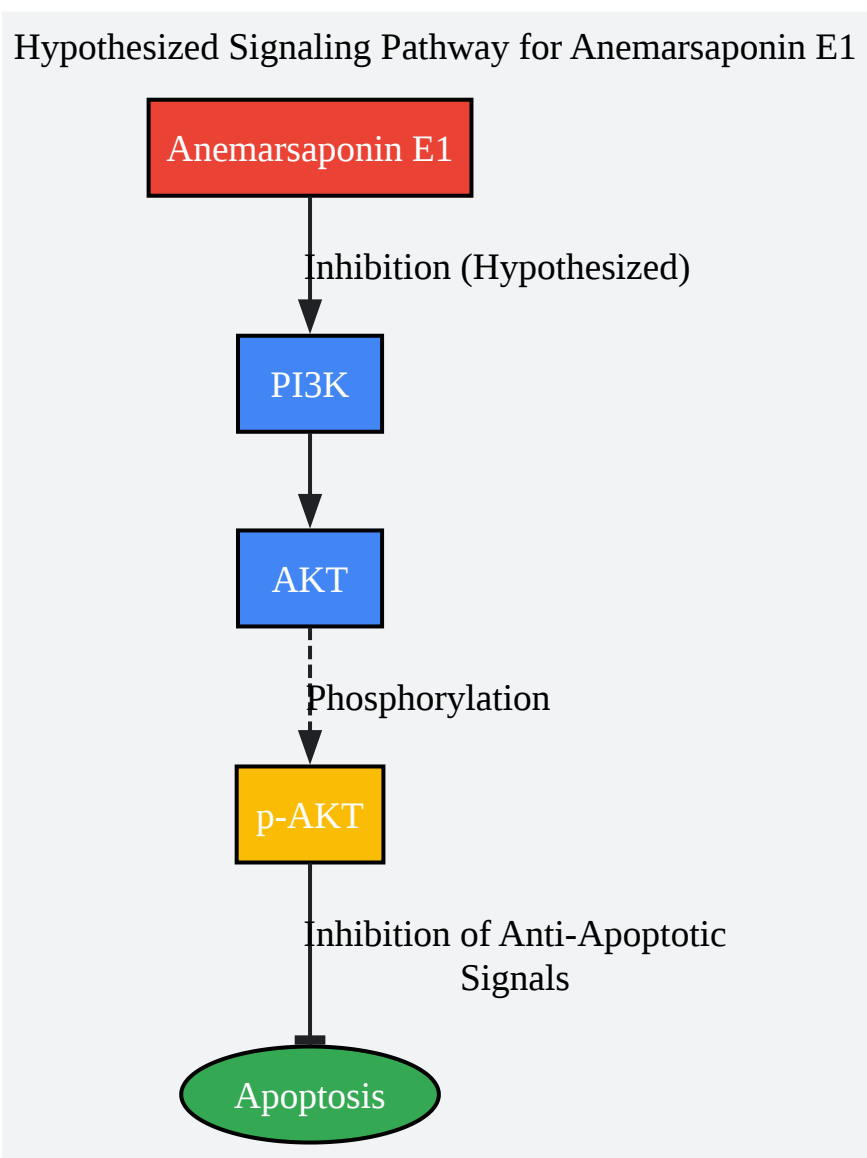 Hypothesized Signaling Pathway for Anemarsaponin E1
Anemarsaponin E1
Inhibition (Hypothesized)
PI3K
AKT
Phosphorylation
p-AKT
Inhibition of Anti-Apoptotic
Signals
Apoptosis